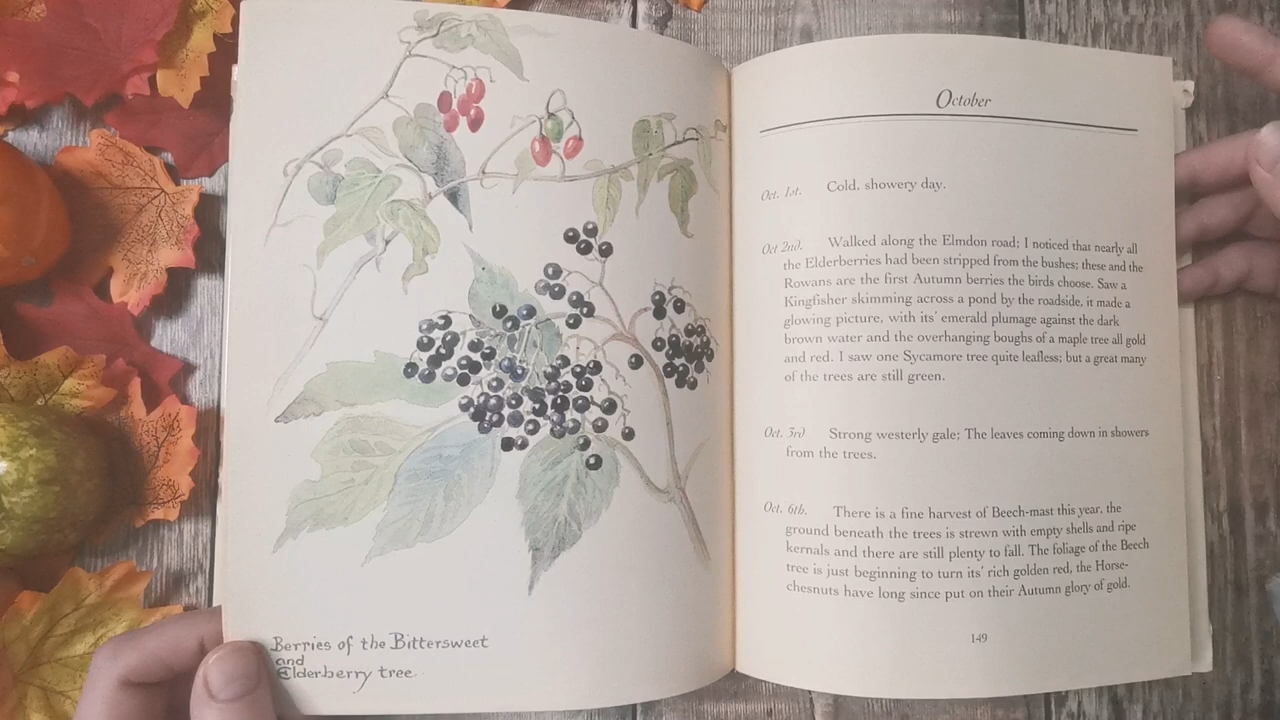 Berries of the Bittersweet
and
Elderberry tree
October
Oct. 1st. Cold, showery day.
Oct 2nd. Walked along the Elmdon road; I noticed that nearly all
the Elderberries had been stripped from the bushes; these and the
Rowans are the first Autumn berries the birds choose. Saw a
Kingfisher skimming across a pond by the roadside, it made a
glowing picture, with its' emerald plumage against the dark
brown water and the overhanging boughs of a maple tree all gold
and red. I saw one Sycamore tree quite leafless; but a great many
of the trees are still green.
Oct. 3rd Strong westerly gale; The leaves coming down in showers
from the trees.
Oct. 6th. There is a fine harvest of Beech-mast this year, the
ground beneath the trees is strewn with empty shells and ripe
kernals and there are still plenty to fall. The foliage of the Beech
tree is just beginning to turn its' rich golden red, the Horse-
chesnuts have long since put on their Autumn glory of gold.
149